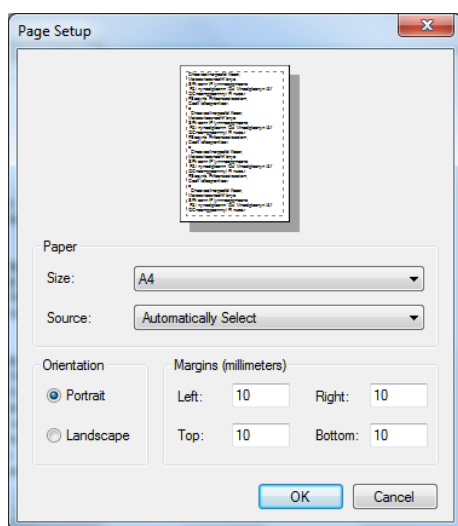 Page Setup
Paper
Size: A4
Source: Automatically Select
Orientation
Portrait
Landscape
Margins (millimeters)
Left: 10 Right: 10
Top: 10 Bottom: 10
OK Cancel